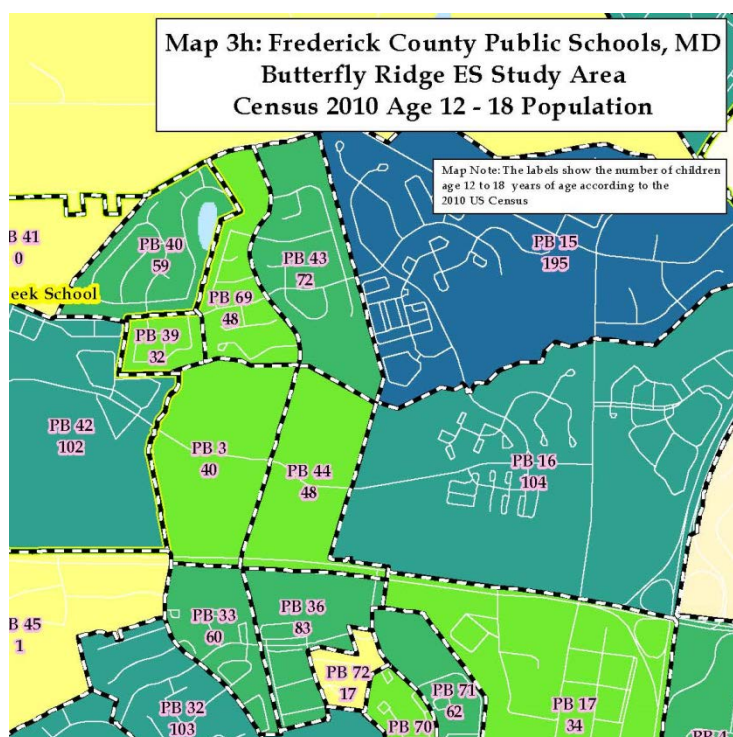 Map 3h: Frederick County Public Schools, MD
Butterfly Ridge ES Study Area
Census 2010 Age 12 - 18 Population
Map Note: The labels show the number of children
age 12 to 18 years of age according to the
2010 US Census
B 41
0
PB 40
59
PB 43
72
PB 15
195
eek School
PB 69
48
PB 39
32
PB 42
102
PB 3
40
PB 44
48
PB 16
104
B 45
1
PB 33
60
PB 36
83
PB 72
17
PB 71
62
PB 32
103
PB 70
PB 17
34